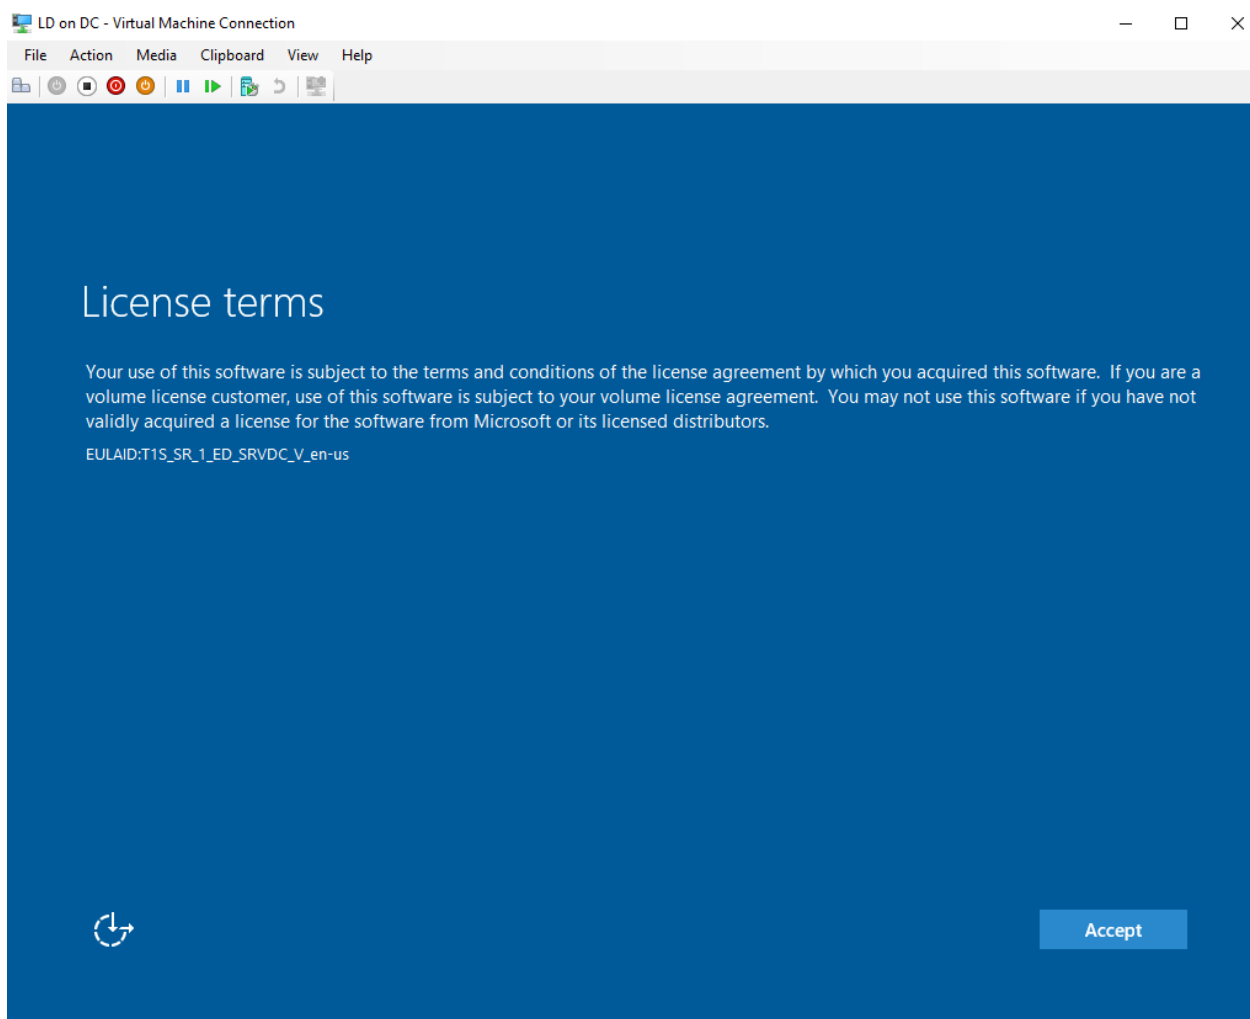 LD on DC - Virtual Machine Connection
File Action Media Clipboard View Help
License terms
Your use of this software is subject to the terms and conditions of the license agreement by which you acquired this software.  If you are a
volume license customer, use of this software is subject to your volume license agreement.  You may not use this software if you have not
validly acquired a license for the software from Microsoft or its licensed distributors.
EULAID:T1S_SR_1_ED_SRVDC_V_en-us
Accept